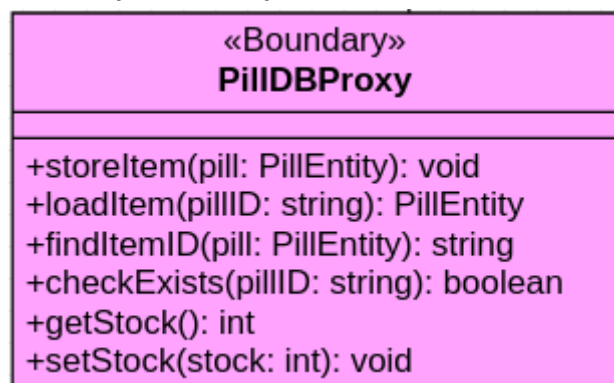 «Boundary»
PillDBProxy
+storeItem(pill: PillEntity): void
+loadItem(pillID: string): PillEntity
+findItemID(pill: PillEntity): string
+checkExists(pillID: string): boolean
+getStock(): int
+setStock(stock: int): void